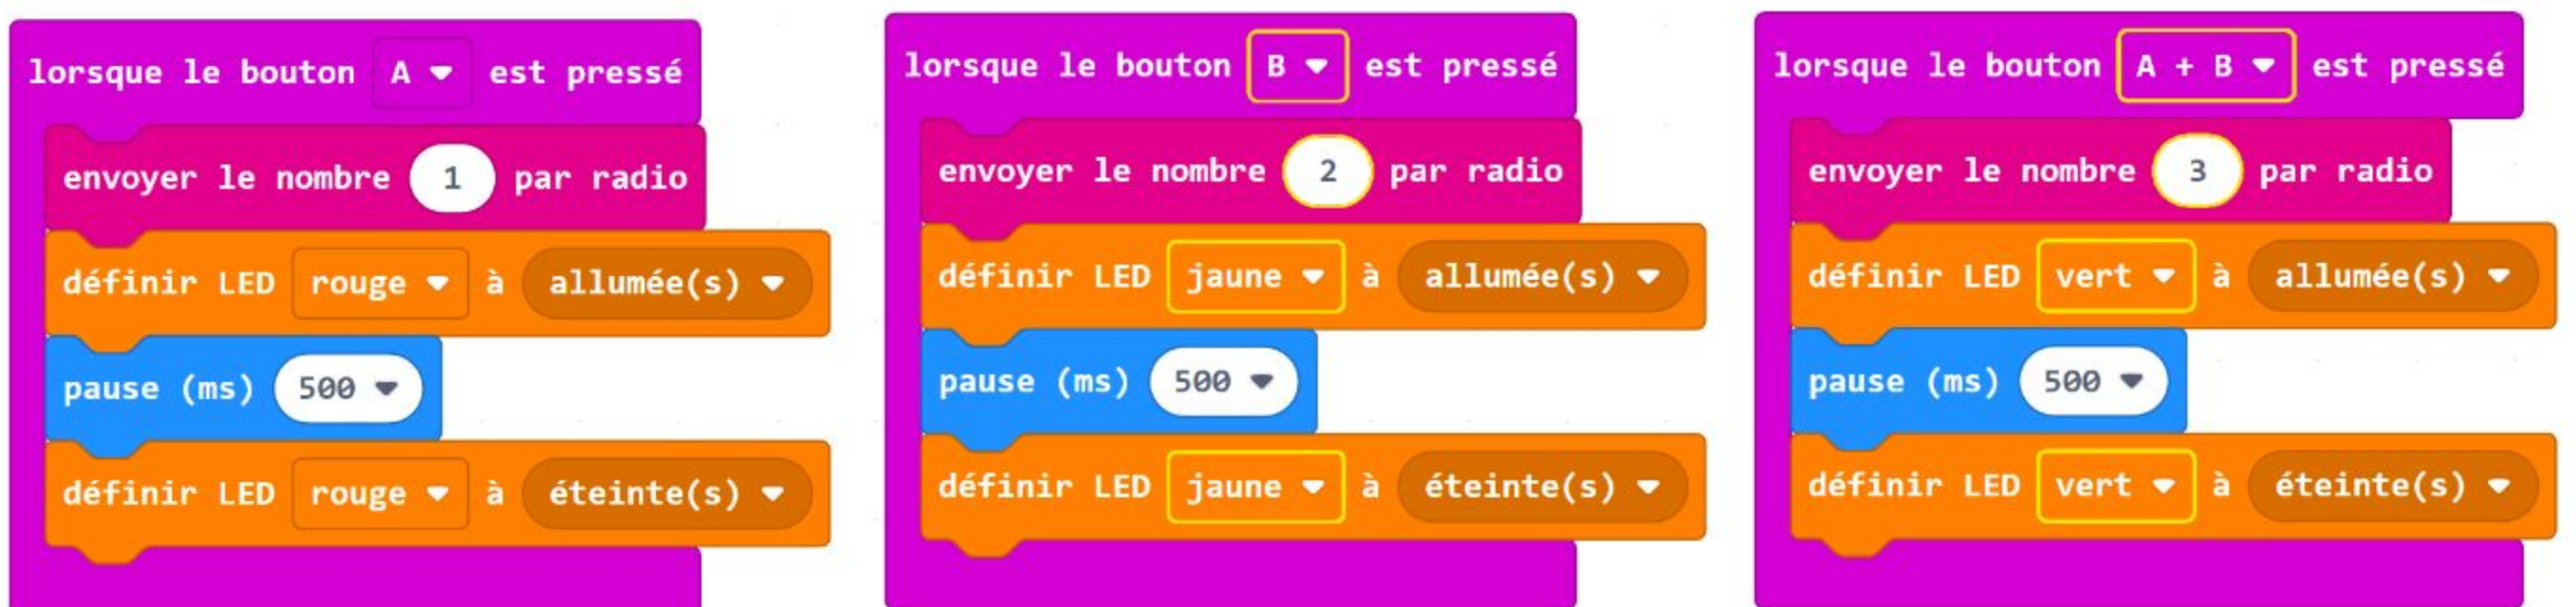 lorsque le bouton A est pressé
envoyer le nombre 1 par radio
définir LED rouge à allumée(s)
pause (ms) 500
définir LED rouge à éteinte(s)
lorsque le bouton B est pressé
envoyer le nombre 2 par radio
définir LED jaune à allumée(s)
pause (ms) 500
définir LED jaune à éteinte(s)
lorsque le bouton A + B est pressé
envoyer le nombre 3 par radio
définir LED vert à allumée(s)
pause (ms) 500
définir LED vert à éteinte(s)